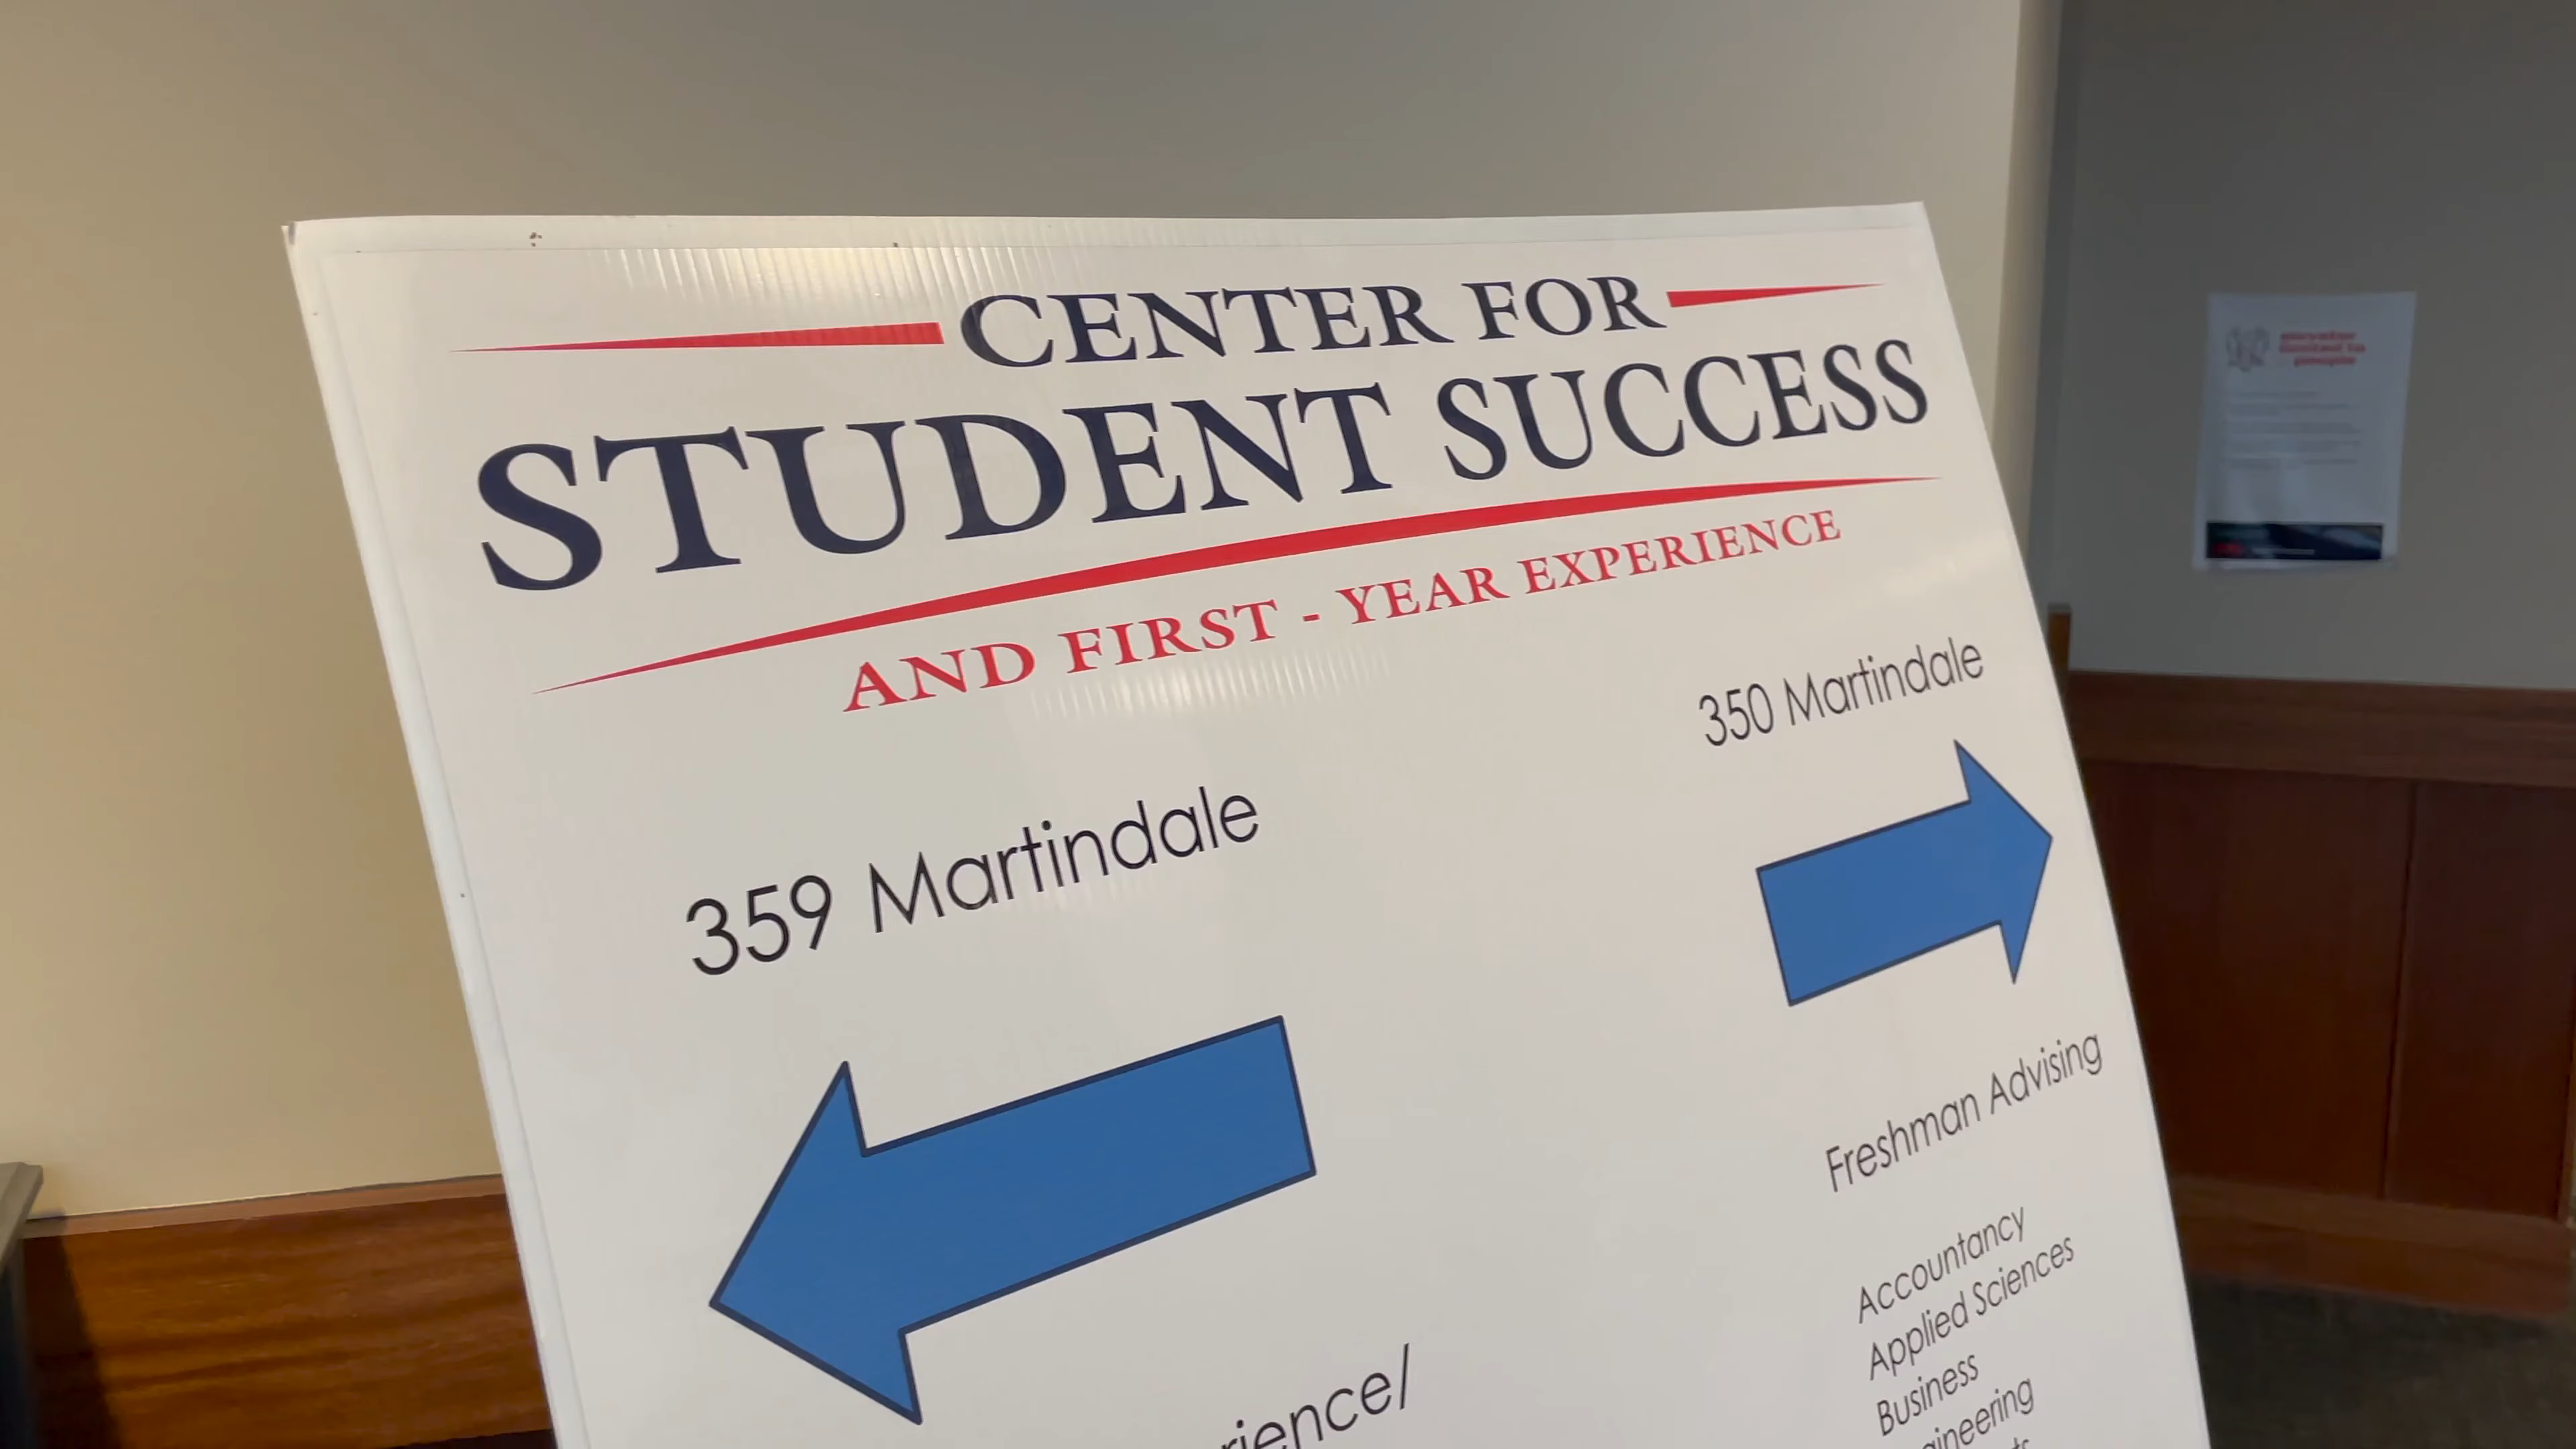 CENTER FOR
STUDENT SUCCESS
AND FIRST - YEAR EXPERIENCE
359 Martindale
350 Martindale
Freshman Advising
Accountancy
Applied Sciences
Business